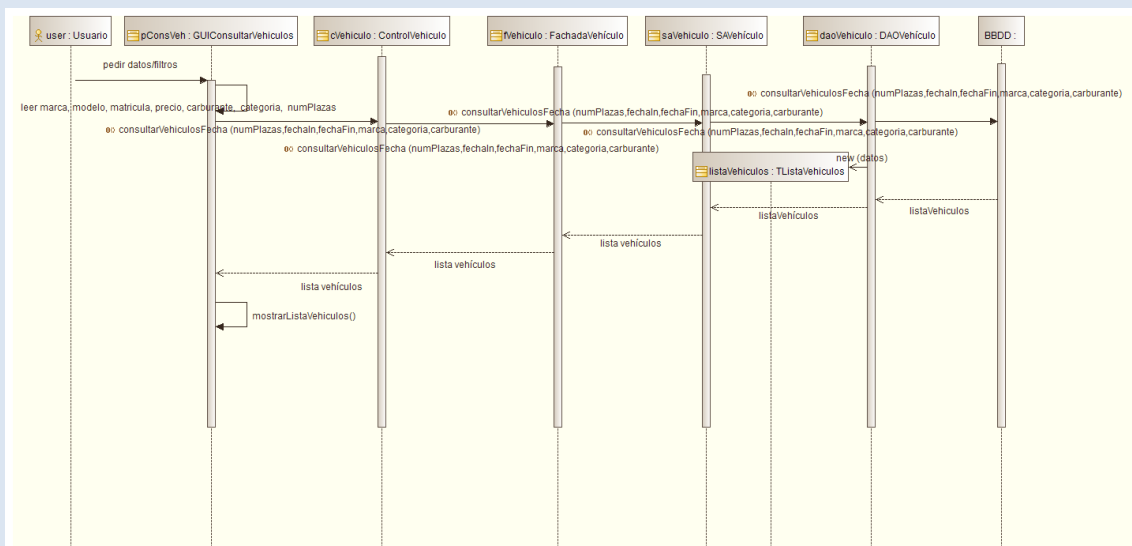 user : Usuario
pConsVeh : GUIConsultarVehiculos
cVehiculo : ControlVehiculo
fVehiculo : FachadaVehículo
saVehiculo : SAVehículo
daoVehiculo : DAOVehículo
BBDD :
pedir datos/filtros
leer marca, modelo, matricula, precio, carburante, categoria, numPlazas
consultarVehiculosFecha (numPlazas,fechaIn,fechaFin,marca,categoria,carburante)
consultarVehiculosFecha (numPlazas,fechaIn,fechaFin,marca,categoria,carburante)
consultarVehiculosFecha (numPlazas,fechaIn,fechaFin,marca,categoria,carburante)
consultarVehiculosFecha (numPlazas,fechaIn,fechaFin,marca,categoria,carburante)
consultarVehiculosFecha (numPlazas,fechaIn,fechaFin,marca,categoria,carburante)
new (datos)
listaVehiculos : TListaVehiculos
listaVehiculos
listaVehículos
lista vehículos
lista vehículos
lista vehículos
mostrarListaVehiculos()